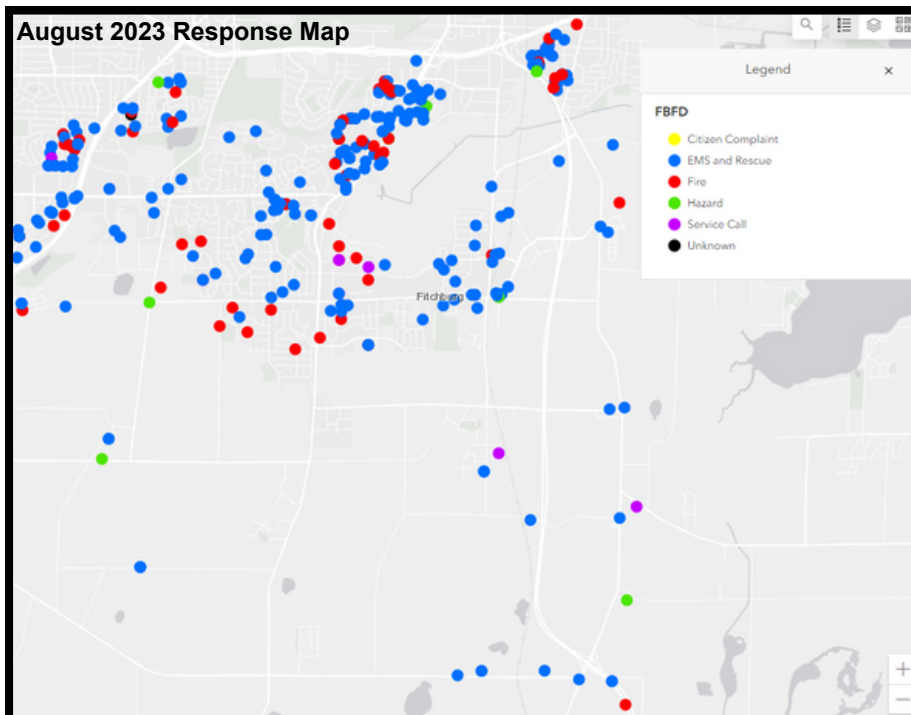 August 2023 Response Map
Legend
×
FBFD
Citizen Complaint
EMS and Rescue
Fire
Hazard
Service Call
Unknown
Fitchburg
+
−